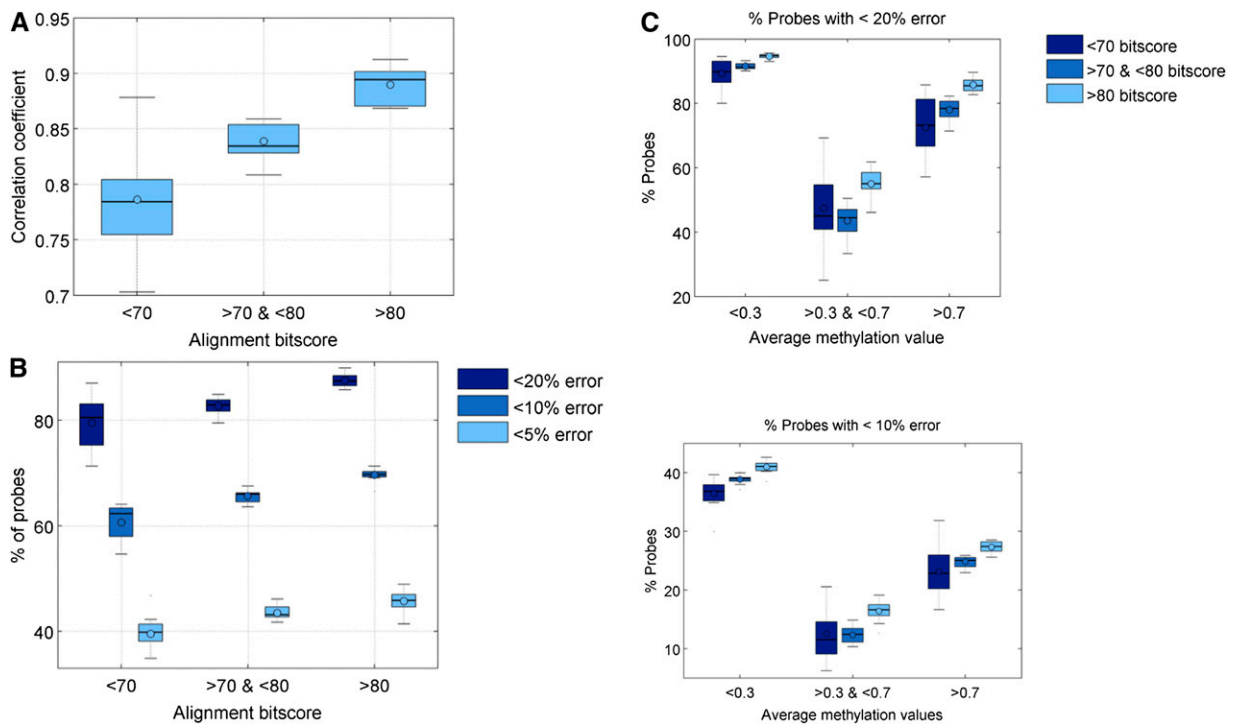 A
Correlation coefficient
0.95
0.9
0.85
0.8
0.75
0.7
<70
>70 & <80
>80
Alignment bitscore
B
% of probes
80
60
40
<70
>70 & <80
>80
Alignment bitscore
<20% error
<10% error
<5% error
C
% Probes with < 20% error
% Probes
100
80
60
40
20
<0.3
>0.3 & <0.7
>0.7
Average methylation value
<70 bitscore
>70 & <80 bitscore
>80 bitscore
% Probes with < 10% error
% Probes
40
30
20
10
<0.3
>0.3 & <0.7
>0.7
Average methylation values